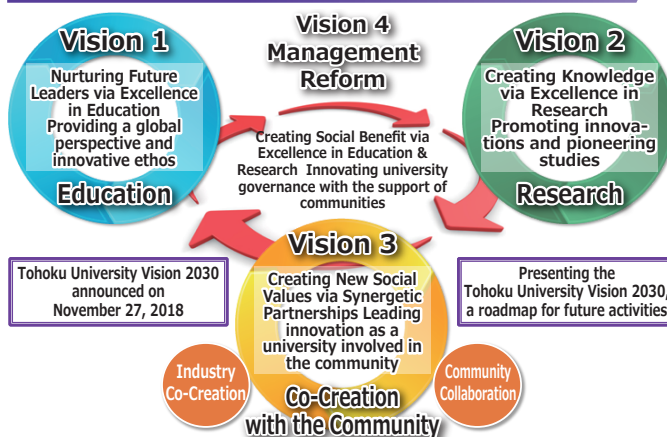 Vision 1
Nurturing Future
Leaders via Excellence
in Education
Providing a global
perspective and
innovative ethos
Education
Vision 4
Management
Reform
Creating Social Benefit via
Excellence in Education &
Research Innovating university
governance with the support of
communities
Vision 2
Creating Knowledge
via Excellence in
Research
Promoting innova-
tions and pioneering
studies
Research
Tohoku University Vision 2030
announced on
November 27, 2018
Vision 3
Creating New Social
Values via Synergetic
Partnerships Leading
innovation as a
university involved in
the community
Co-Creation
with the Community
Presenting the
Tohoku University Vision 2030,
a roadmap for future activities
Industry
Co-Creation
Community
Collaboration